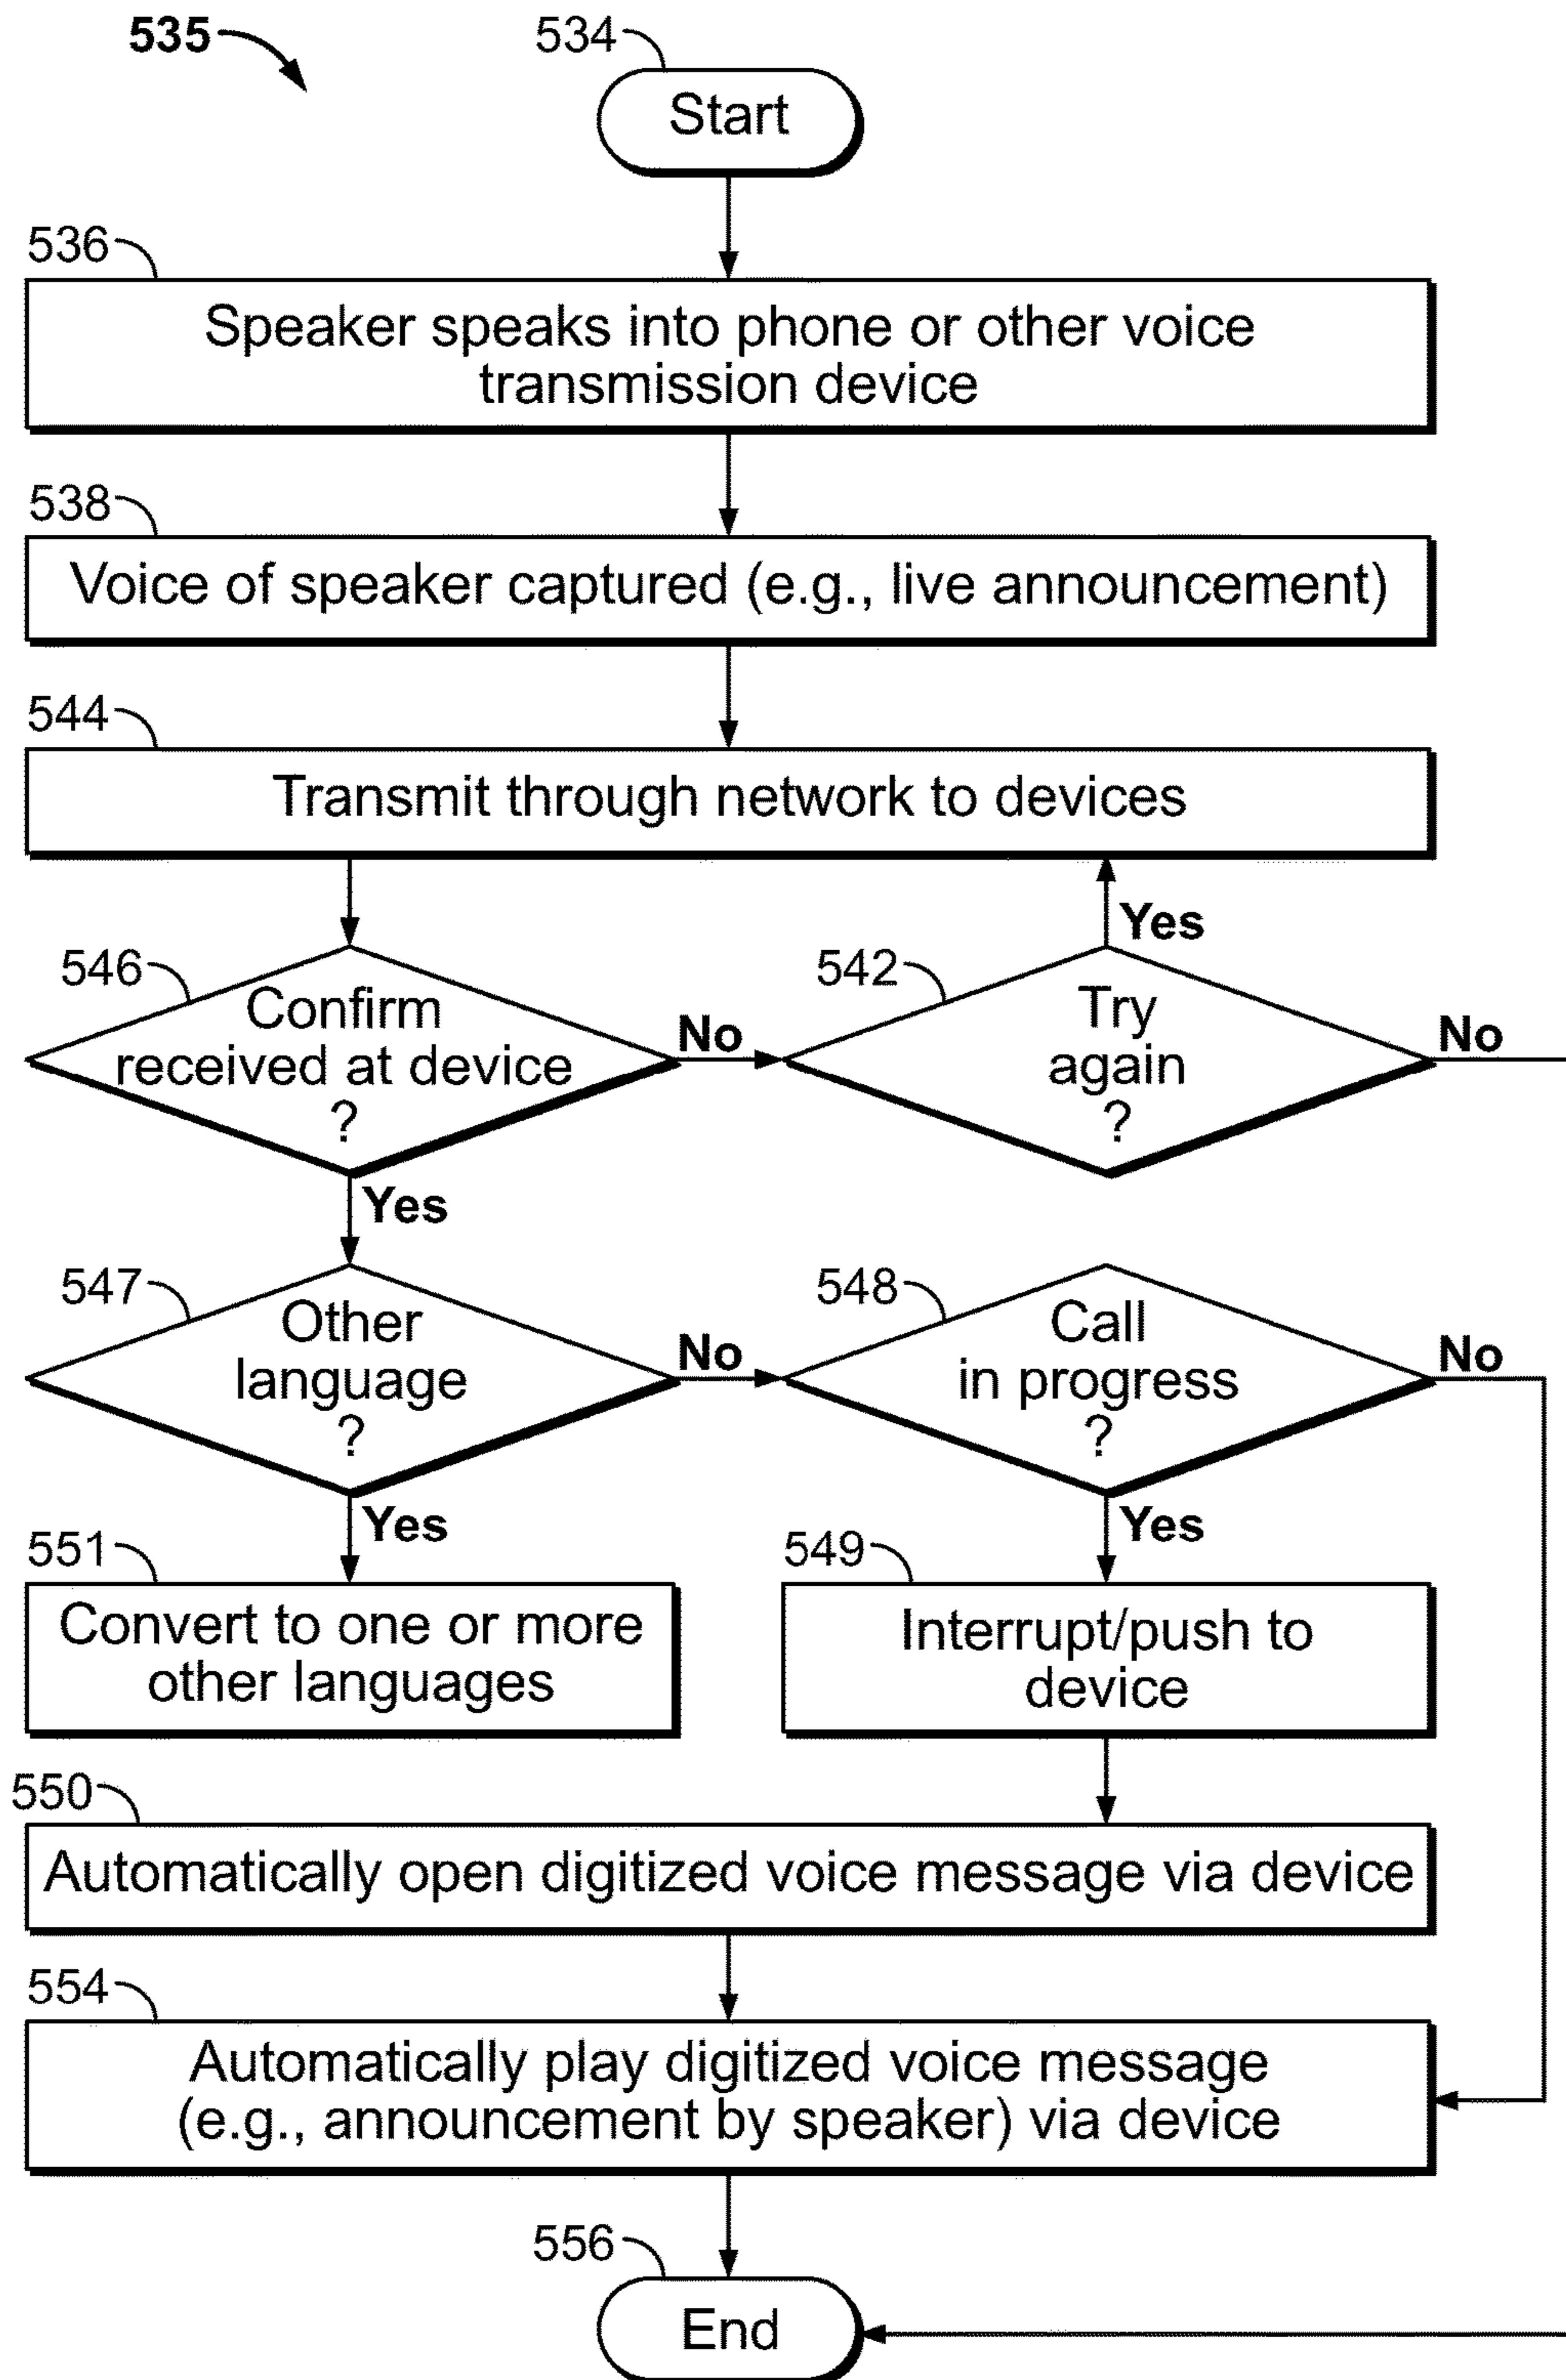 535
534
Start
536
Speaker speaks into phone or other voice
transmission device
538
Voice of speaker captured (e.g., live announcement)
544
Transmit through network to devices
Yes
546
Confirm
received at device
?
No
542
Try
again
?
No
Yes
547
Other
language
?
No
548
Call
in progress
?
No
Yes
Yes
551
Convert to one or more
other languages
549
Interrupt/push to
device
550
Automatically open digitized voice message via device
554
Automatically play digitized voice message
(e.g., announcement by speaker) via device
556
End